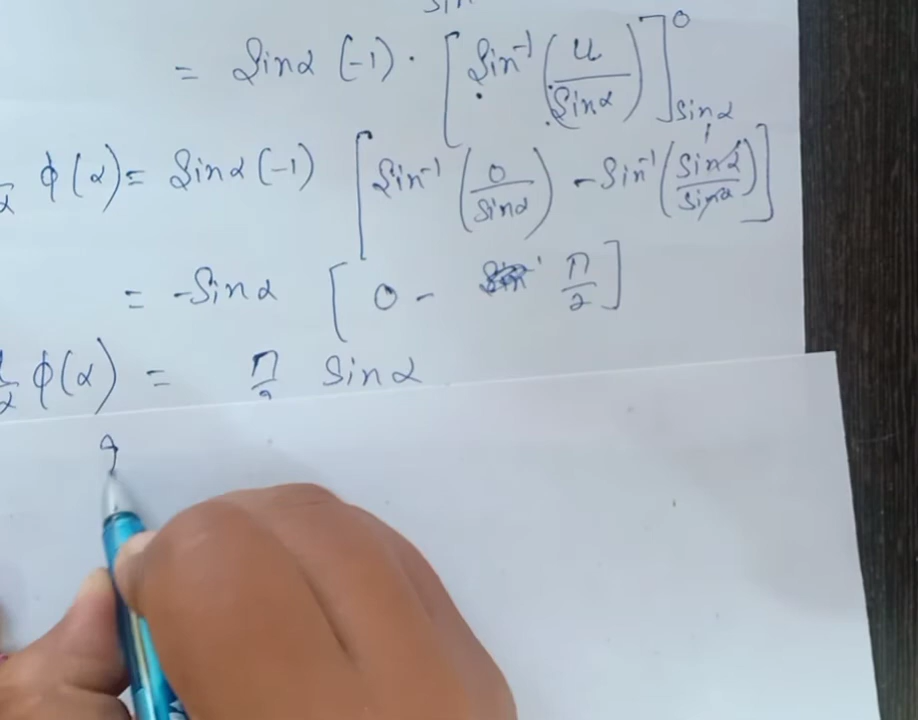 = Sinα (-1) · [Sin⁻¹(u/Sinα)]⁰_Sinα
ϕ(α) = Sinα (-1) [Sin⁻¹(0/Sinα) - Sin⁻¹(Sinα/Sinα)]
= -Sinα [0 - π/2]
ϕ(α) = π/2 Sinα